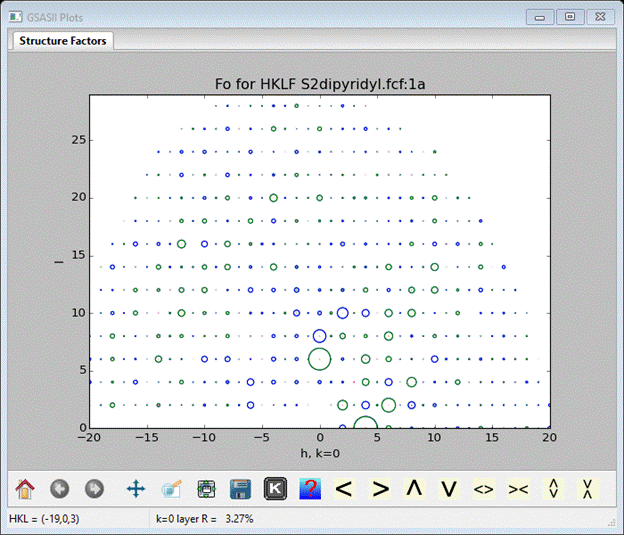 GSASII Plots
Structure Factors
Fo for HKLF S2dipyridyl.fcf:1a
25
20
15
10
5
0
l
−20 −15 −10 −5 0 5 10 15 20
h, k=0
K ? < > Λ V <> ><
HKL = (-19,0,3) k=0 layer R = 3.27%